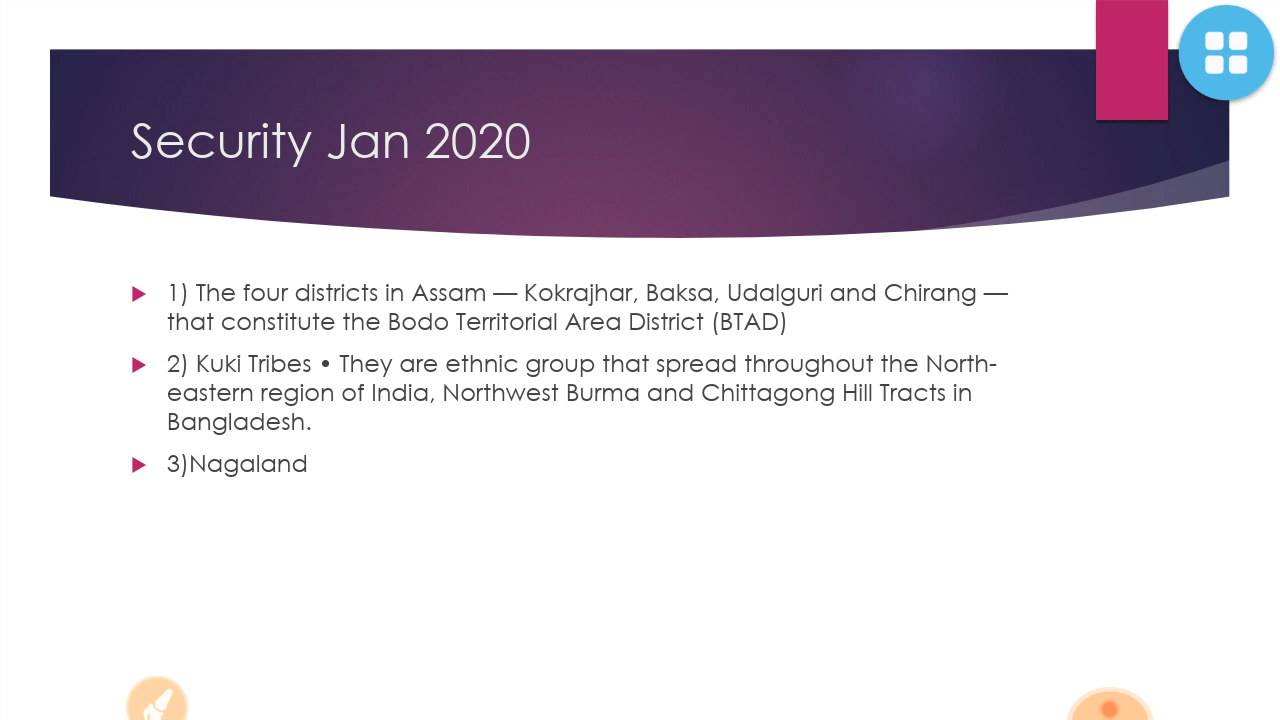 Security Jan 2020
1) The four districts in Assam — Kokrajhar, Baksa, Udalguri and Chirang —
that constitute the Bodo Territorial Area District (BTAD)
2) Kuki Tribes • They are ethnic group that spread throughout the North-
eastern region of India, Northwest Burma and Chittagong Hill Tracts in
Bangladesh.
3)Nagaland